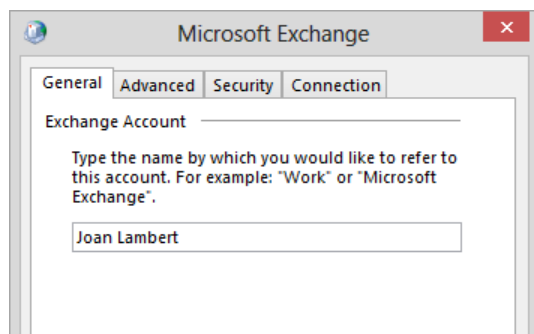 Microsoft Exchange
General Advanced Security Connection
Exchange Account
Type the name by which you would like to refer to
this account. For example: "Work" or "Microsoft
Exchange".
Joan Lambert